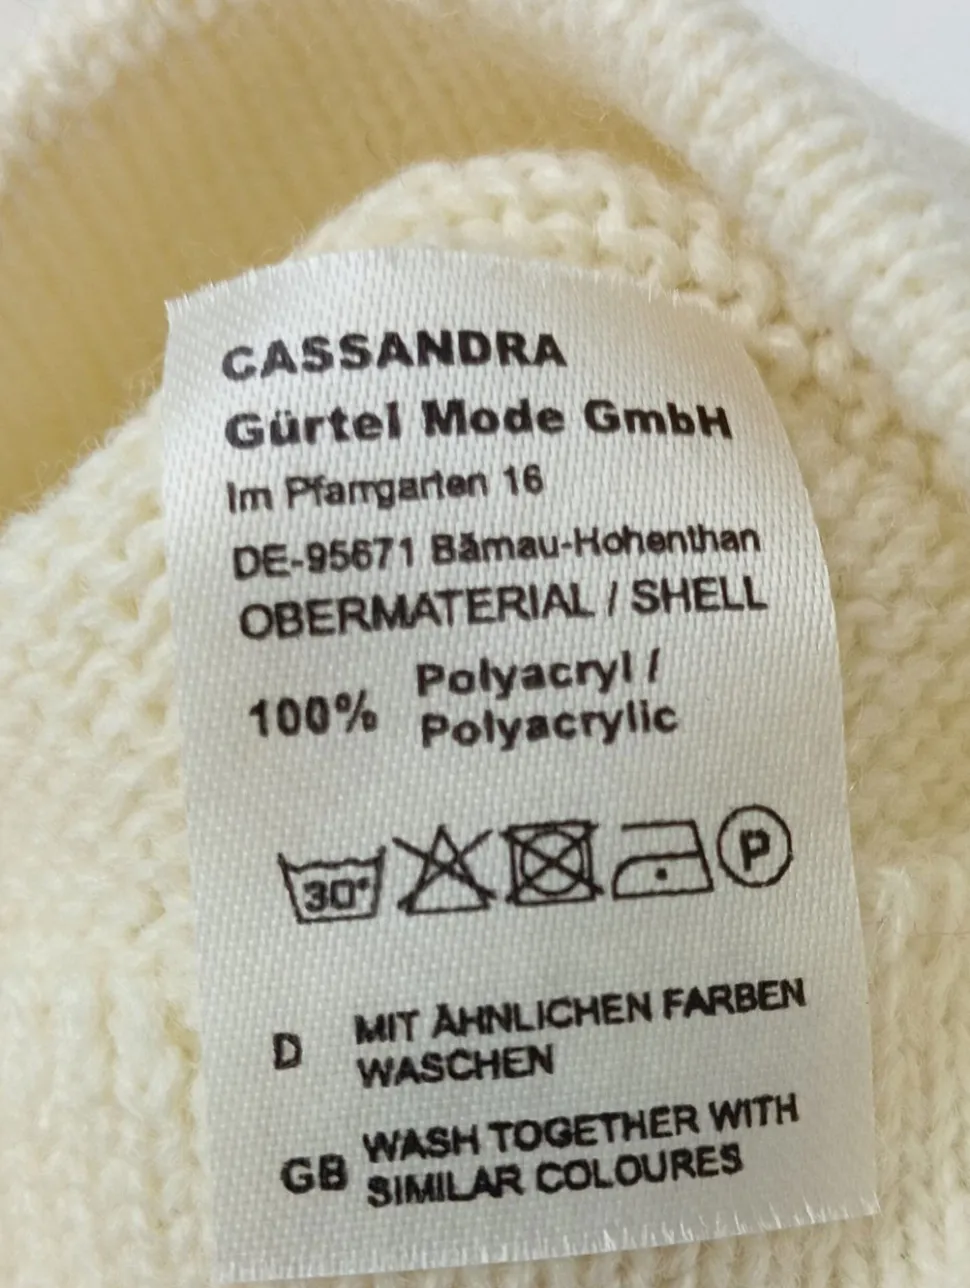 CASSANDRA
Gürtel Mode GmbH
Im Pfarrgarten 16
DE-95671 Bärnau-Hohenthan
OBERMATERIAL / SHELL
100% Polyacryl /
Polyacrylic
30°
P
D MIT ÄHNLICHEN FARBEN
WASCHEN
GB WASH TOGETHER WITH
SIMILAR COLOURES